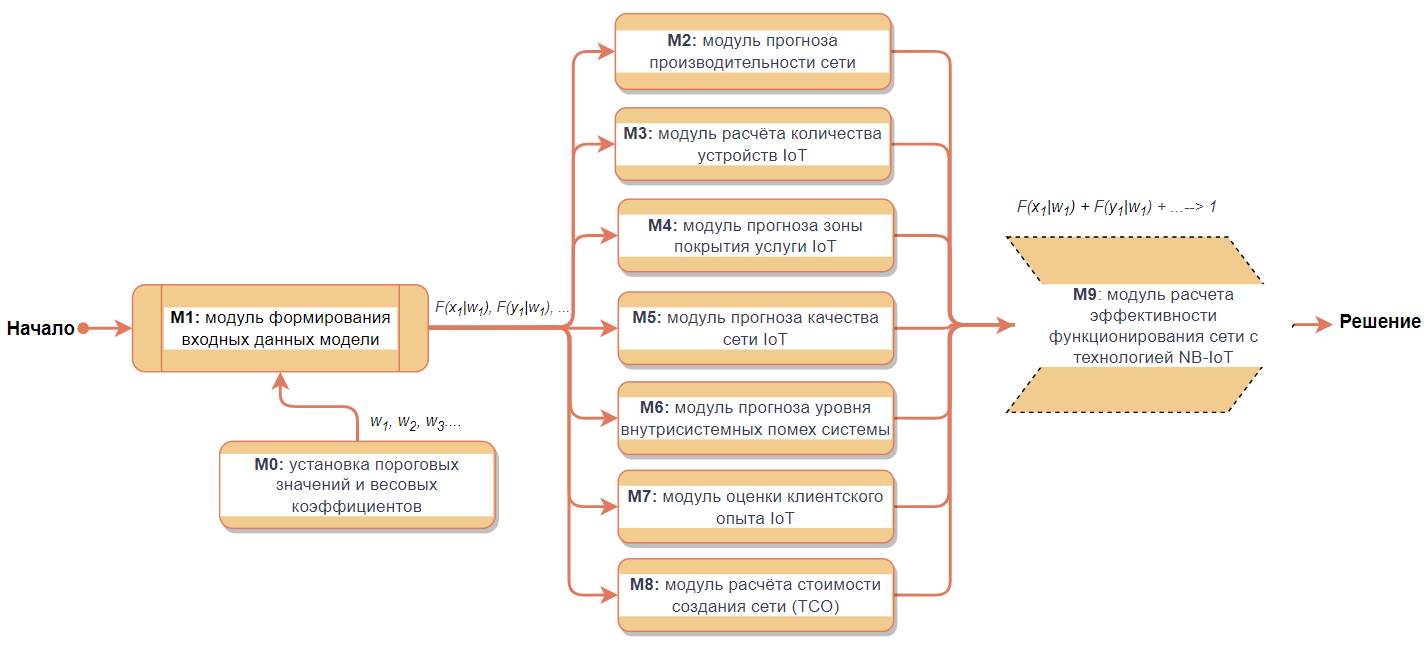 Начало
M1: модуль формирования
входных данных модели
M0: установка пороговых
значений и весовых
коэффициентов
w1, w2, w3....
F(x1|w1), F(y1|w1), ...
M2: модуль прогноза
производительности сети
M3: модуль расчёта количества
устройств IoT
M4: модуль прогноза зоны
покрытия услуги IoT
M5: модуль прогноза качества
сети IoT
M6: модуль прогноза уровня
внутрисистемных помех системы
M7: модуль оценки клиентского
опыта IoT
M8: модуль расчёта стоимости
создания сети (TCO)
F(x1|w1) + F(y1|w1) + ...--> 1
M9: модуль расчета
эффективности
функционирования сети с
технологией NB-IoT
Решение